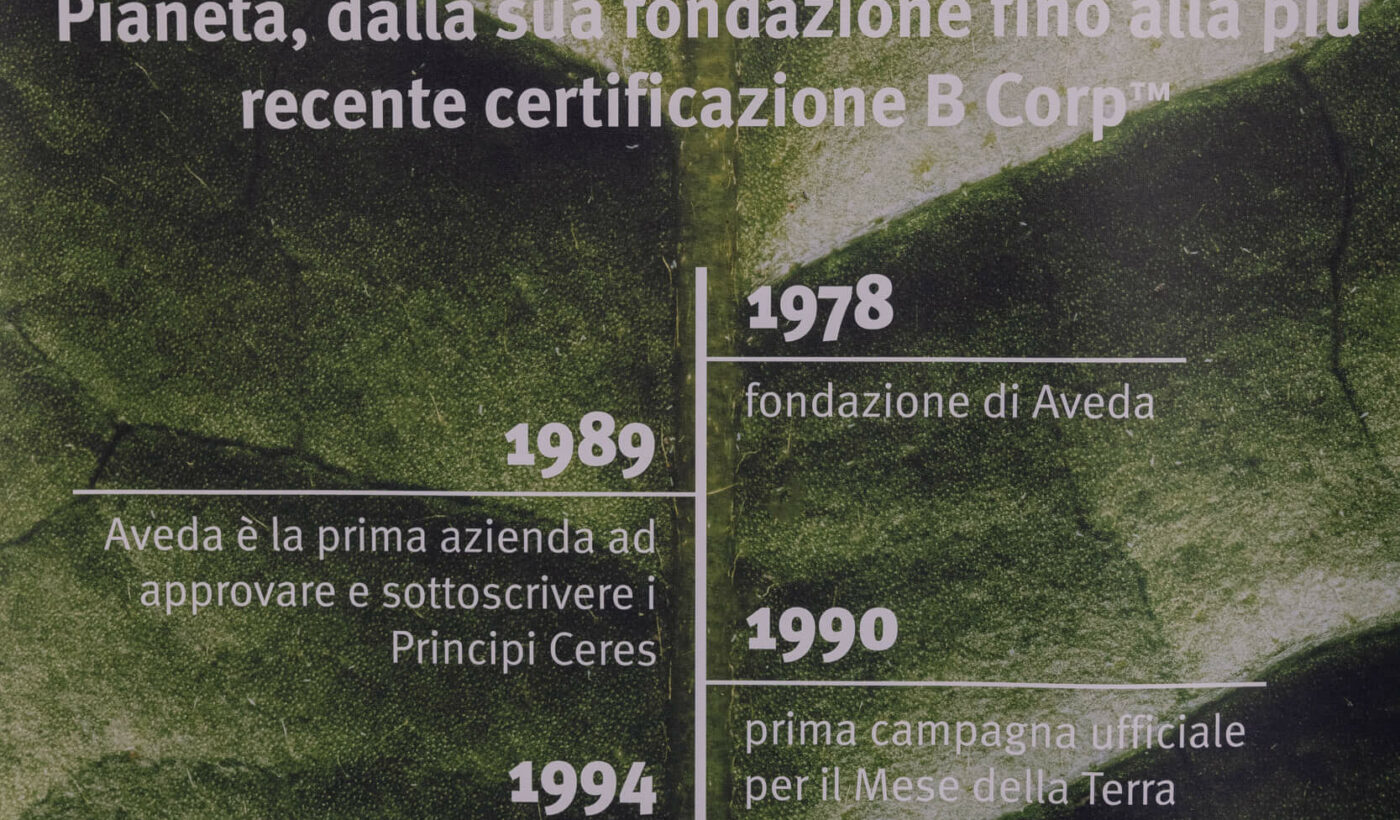 Pianeta, dalla sua fondazione fino alla più
recente certificazione B Corp™
1978
fondazione di Aveda
1989
Aveda è la prima azienda ad
approvare e sottoscrivere i
Principi Ceres
1990
prima campagna ufficiale
per il Mese della Terra
1994